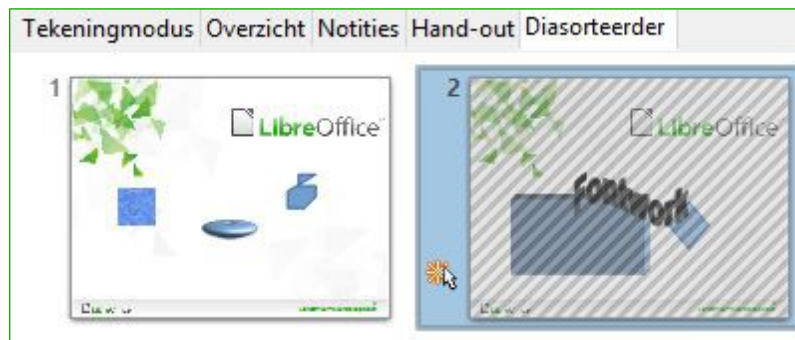 Tekeningmodus Overzicht Notities Hand-out Diasorteerder
1
LibreOffice
2
LibreOffice
Fontwork